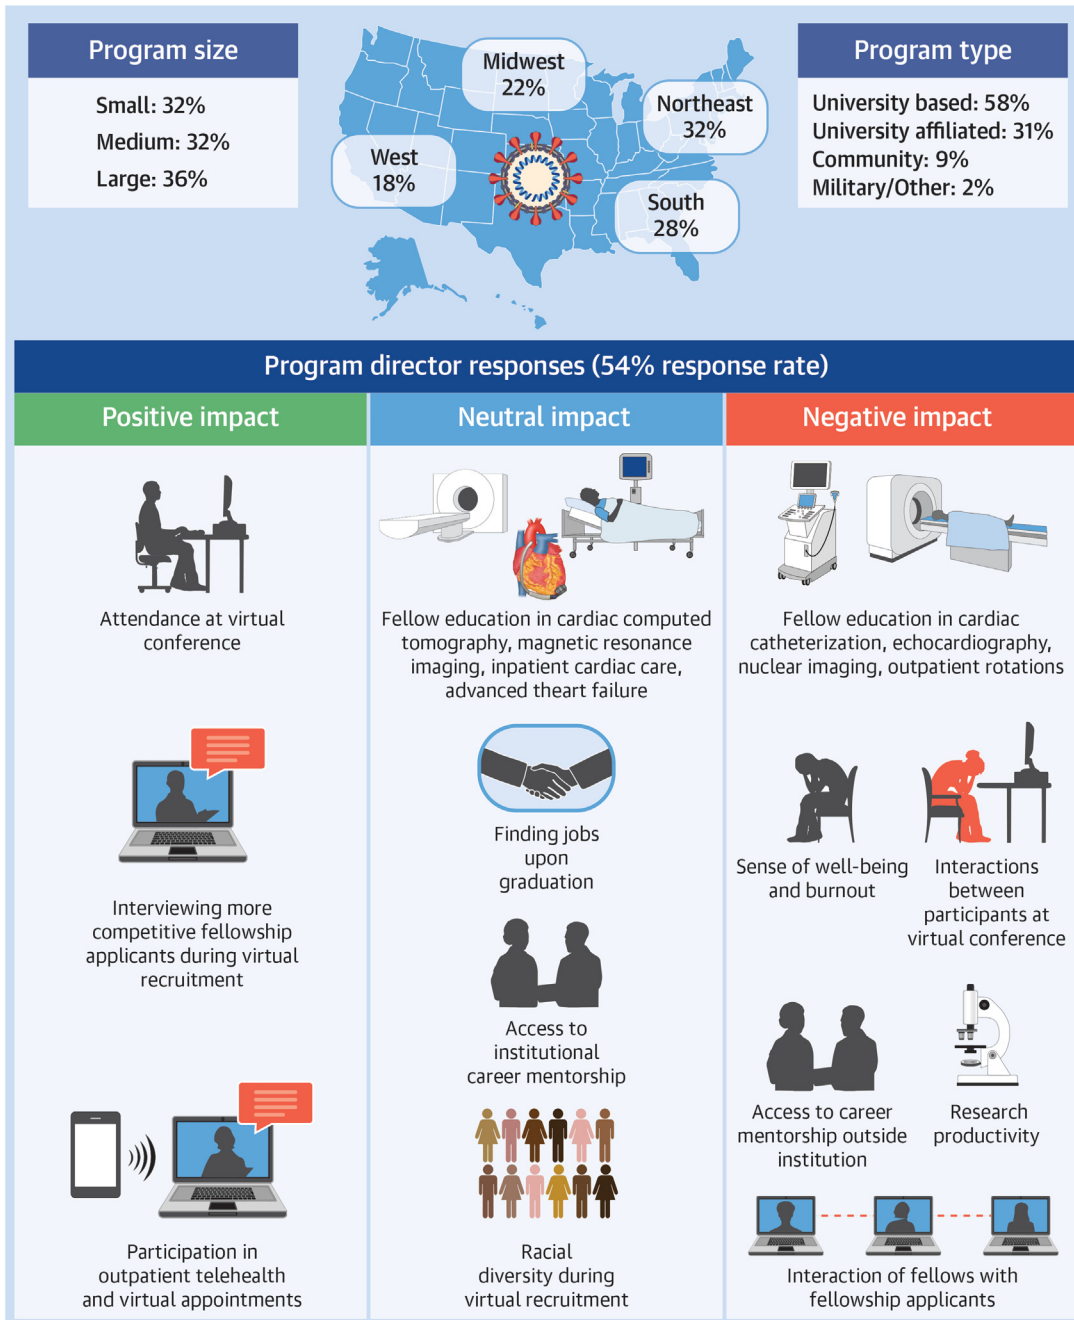 Program size
Small: 32%
Medium: 32%
Large: 36%
Midwest
22%
Northeast
32%
West
18%
South
28%
Program type
University based: 58%
University affiliated: 31%
Community: 9%
Military/Other: 2%
Program director responses (54% response rate)
Positive impact
Attendance at virtual
conference
Interviewing more
competitive fellowship
applicants during virtual
recruitment
Participation in
outpatient telehealth
and virtual appointments
Neutral impact
Fellow education in cardiac computed
tomography, magnetic resonance
imaging, inpatient cardiac care,
advanced theart failure
Finding jobs
upon
graduation
Access to
institutional
career mentorship
Racial
diversity during
virtual recruitment
Negative impact
Fellow education in cardiac
catheterization, echocardiography,
nuclear imaging, outpatient rotations
Sense of well-being
and burnout
Interactions
between
participants at
virtual conference
Access to career
mentorship outside
institution
Research
productivity
Interaction of fellows with
fellowship applicants